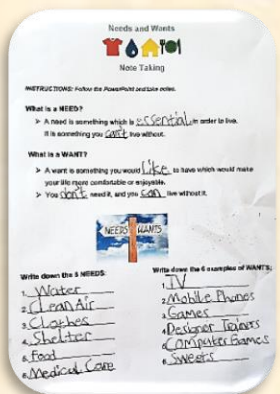 Needs and Wants
Note Taking
INSTRUCTIONS: Follow the PowerPoint and take notes.
What is a NEED?
➤ A need is something which is essential in order to live.
It is something you can't live without.
What is a WANT?
➤ A want is something you would like to have which would make
your life more comfortable or enjoyable.
➤ You don't need it, and you can live without it.
NEEDS WANTS
Write down the 5 NEEDS:
1. Water
2. Clean Air
3. Clothes
4. Shelter
5. Food
6. Medical Care
Write down the 6 examples of WANTS:
1. TV
2. Mobile Phones
3. Games
4. Designer Trainers
5. Computer Games
6. Sweets